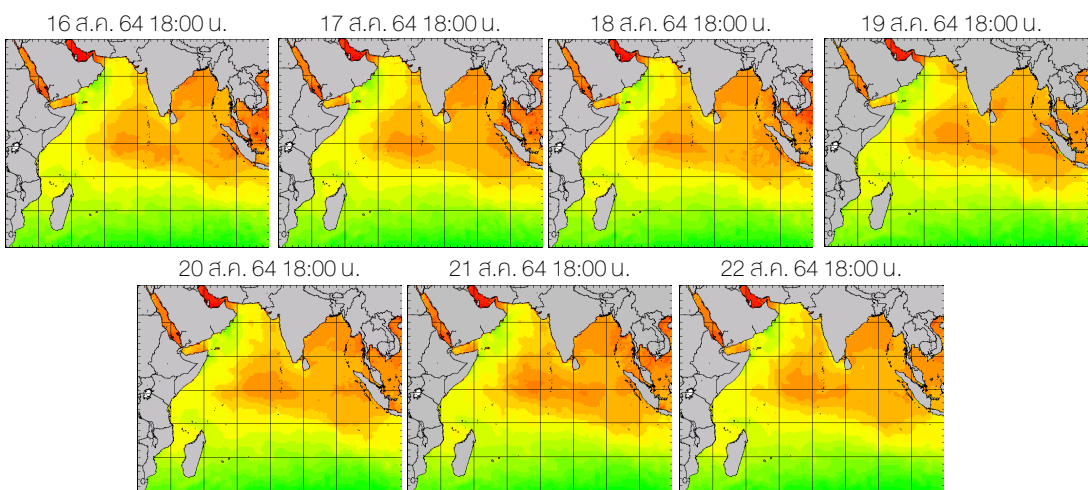 16 ส.ค. 64 18:00 น.
17 ส.ค. 64 18:00 น.
18 ส.ค. 64 18:00 น.
19 ส.ค. 64 18:00 น.
20 ส.ค. 64 18:00 น.
21 ส.ค. 64 18:00 น.
22 ส.ค. 64 18:00 น.